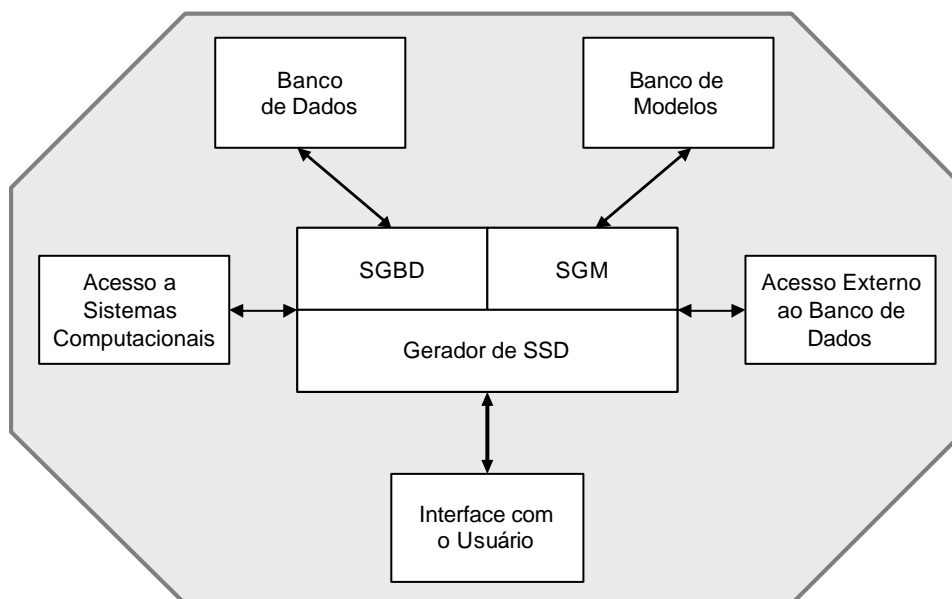 Banco
de Dados
Banco de
Modelos
SGBD
SGM
Acesso a
Sistemas
Computacionais
Acesso Externo
ao Banco de
Dados
Gerador de SSD
Interface com
o Usuário